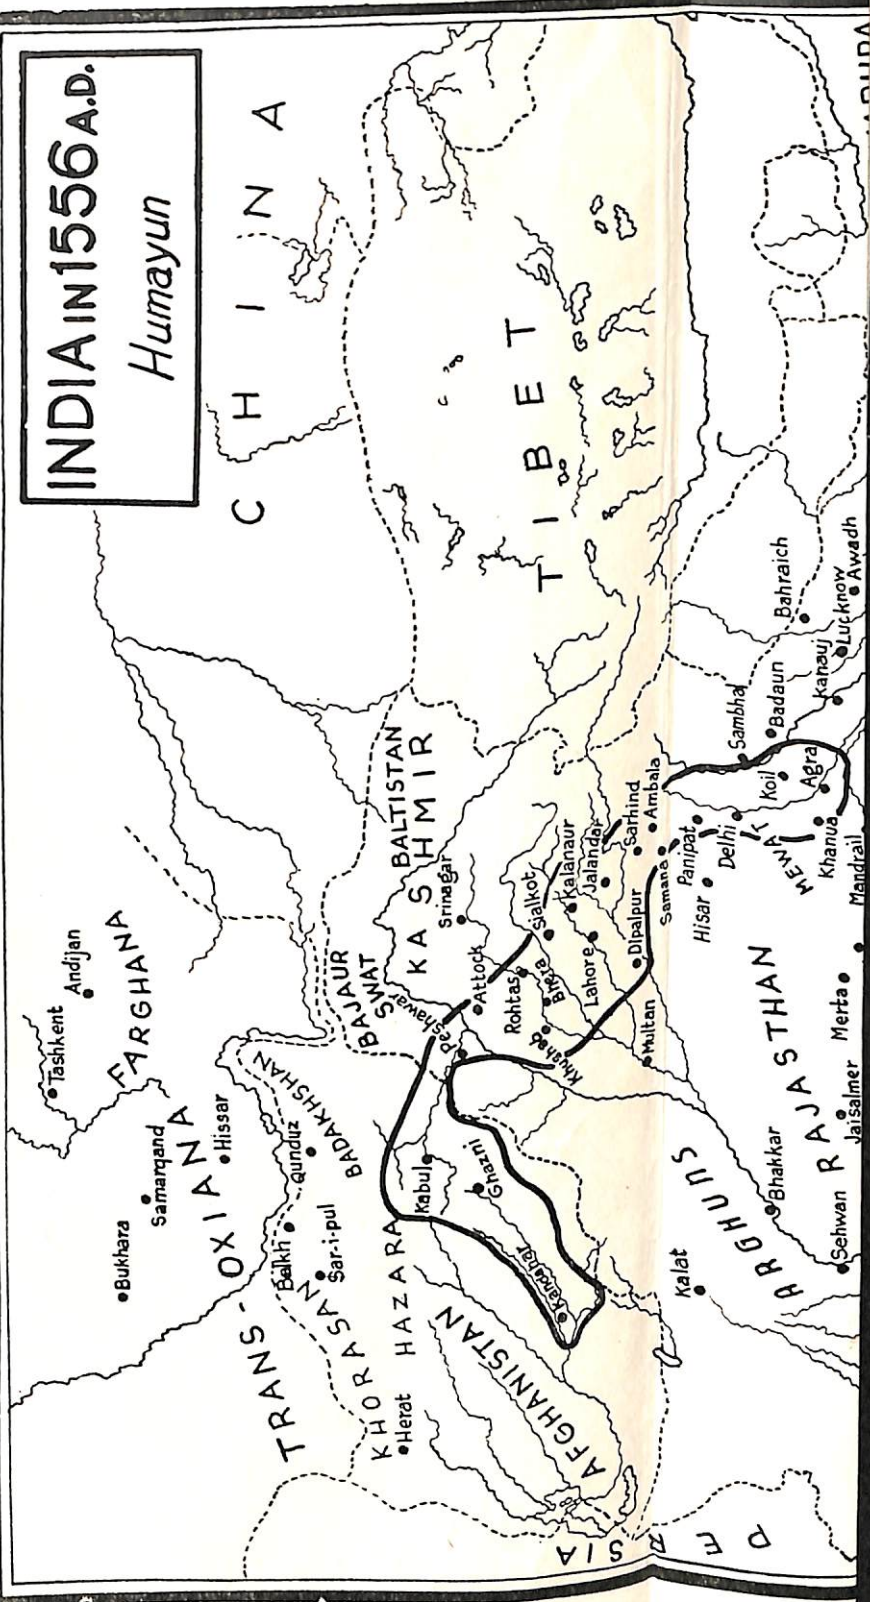 INDIA IN 1556 A.D.
Humayun
CHINA
TIBET
Tashkent
Andijan
FARGHANA
Bukhara
Samarqand
TRANS-OXIANA
Hissar
Qunduz
BADAKHSHAN
Balkh
Sar-i-pul
KHORASAN
Herat
HAZARA
Kabul
Ghazni
Kandahar
AFGHANISTAN
PERSIA
BAJAUR
SWAT
BALTISTAN
KASHMIR
Srinagar
Peshawar
Attock
Rohtas
Bhera
Khushab
Sialkot
Kalanaur
Jalandar
Lahore
Dipalpur
Multan
Sarhind
Ambala
Samana
Panipat
Hisar
Delhi
MEWAT
Sambhal
Badaun
Koil
Agra
Khanua
Mandrail
Kanauj
Bahraich
Lucknow
Awadh
Kalat
ARGHUNS
Bhakkar
Sehwan
RAJASTHAN
Merta
Jaisalmer